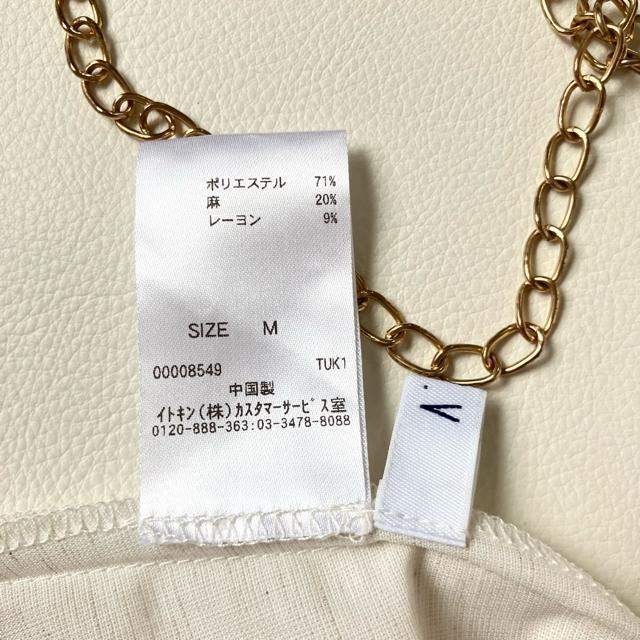 ポリエステル 71%
麻 20%
レーヨン 9%
SIZE M
00008549 TUK1
中国製
イトキン(株)カスタマーサービス室
0120-888-363:03-3478-8088